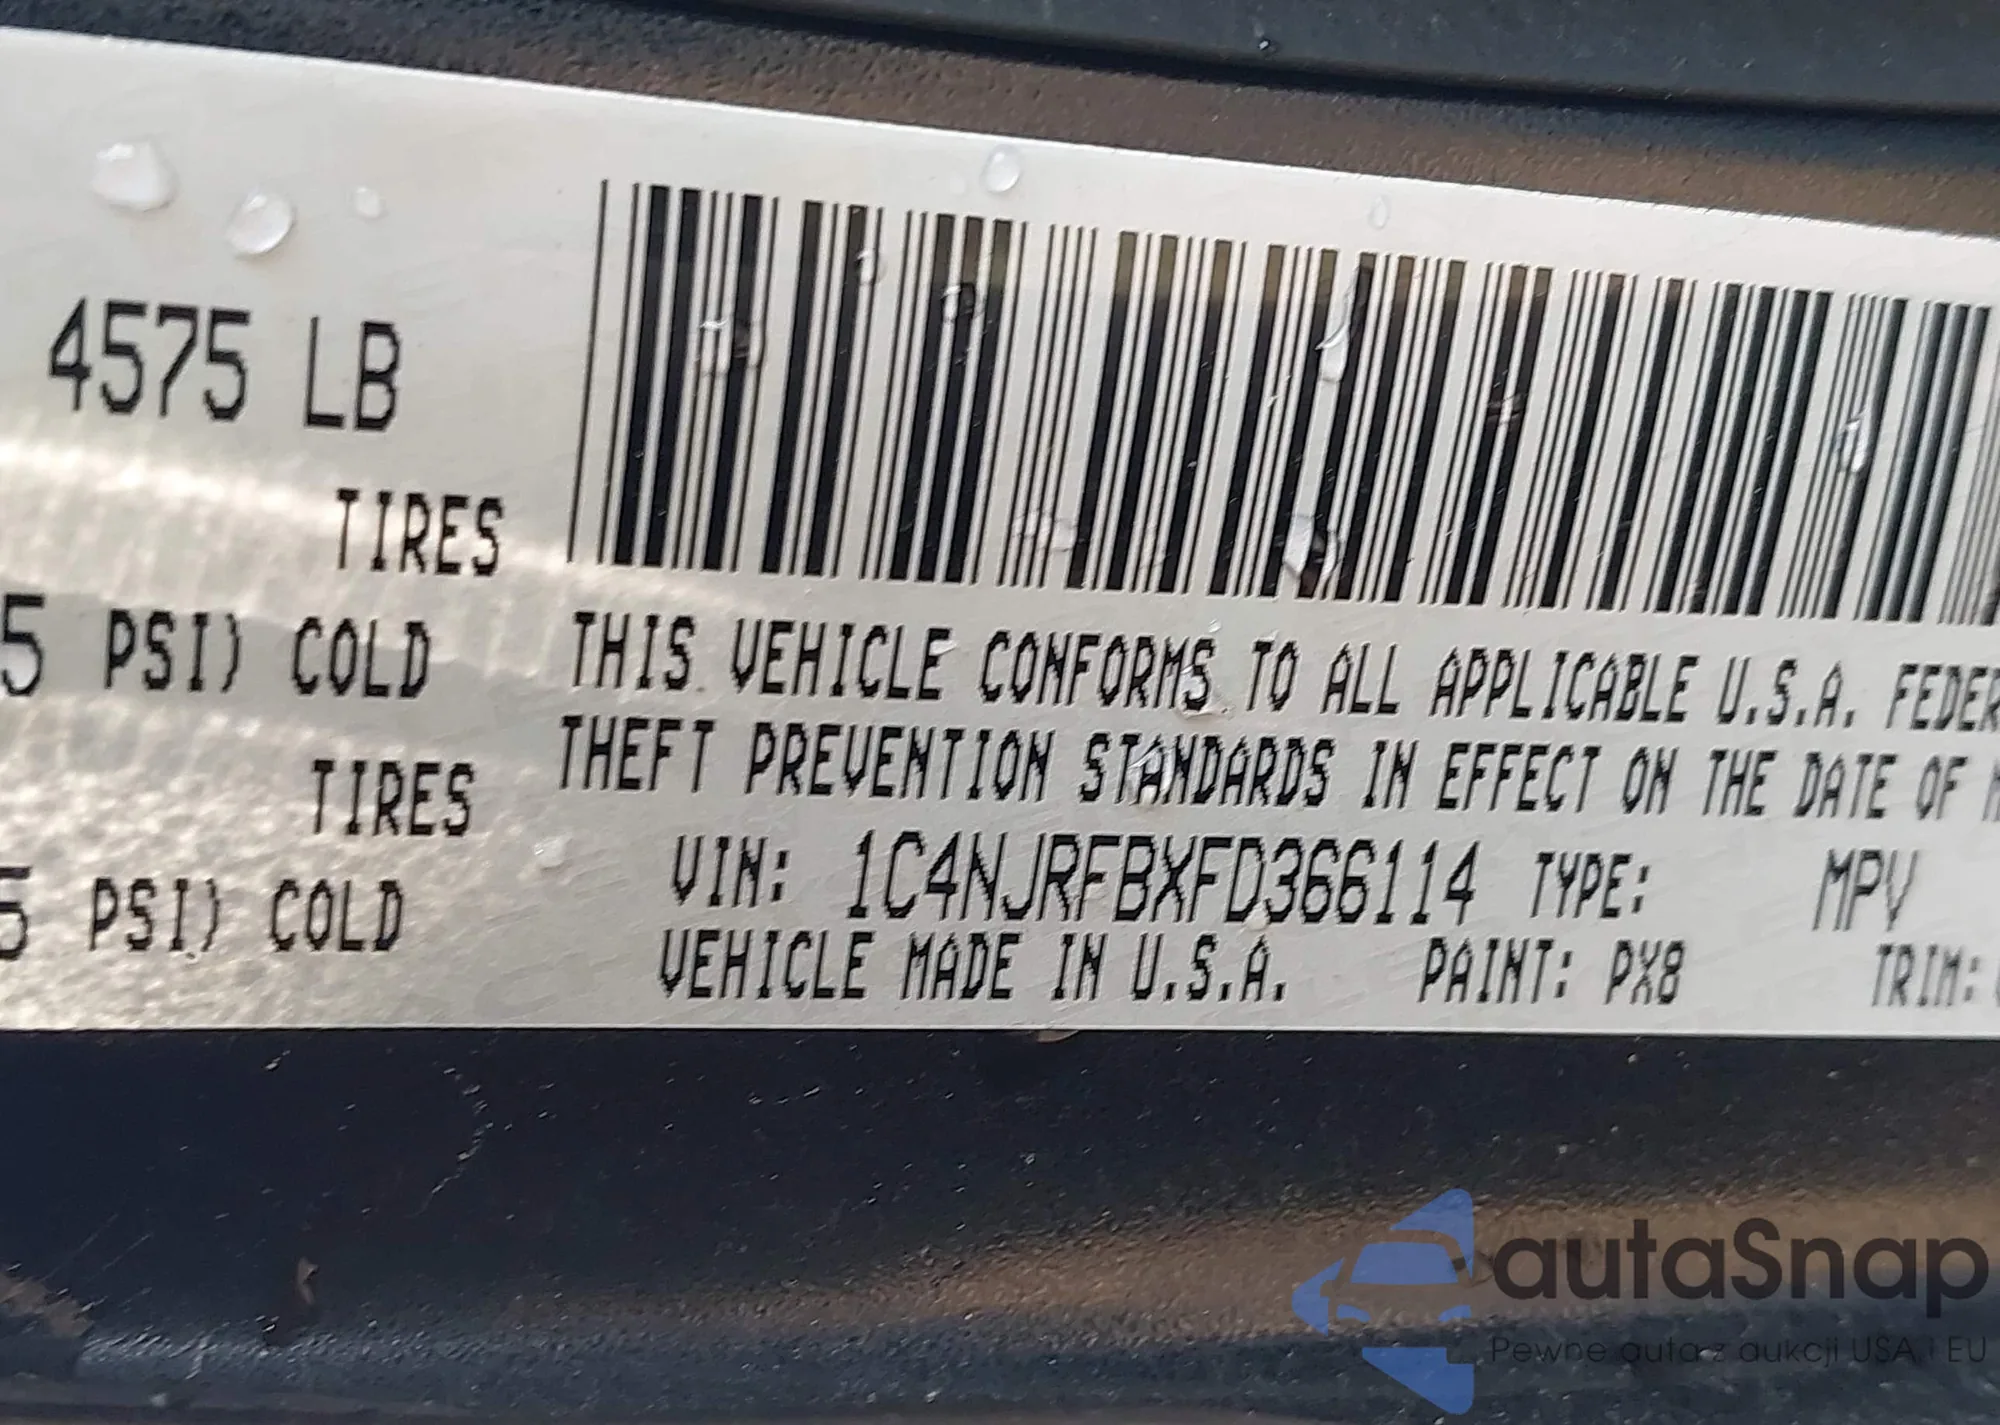 4575 LB
TIRES
5 PSI) COLD
TIRES
5 PSI) COLD
THIS VEHICLE CONFORMS TO ALL APPLICABLE U.S.A. FEDER
THEFT PREVENTION STANDARDS IN EFFECT ON THE DATE OF
VIN: 1C4NJRFBXFD366114 TYPE: MPV
VEHICLE MADE IN U.S.A. PAINT: PX8 TRIM:
autaSnap
Pewne auta z aukcji USA i EU